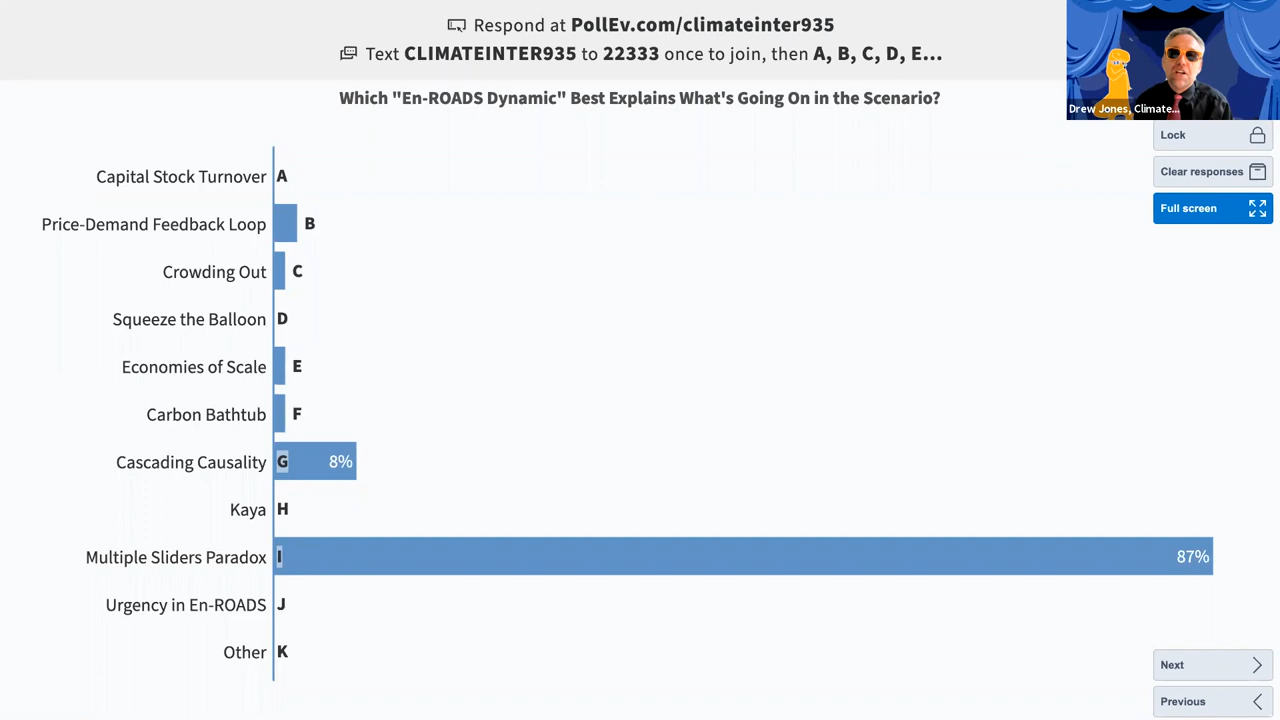 Respond at PollEv.com/climateinter935
Text CLIMATEINTER935 to 22333 once to join, then A, B, C, D, E...
Drew Jones, Climate...
Which "En-ROADS Dynamic" Best Explains What's Going On in the Scenario?
Lock
Clear responses
Full screen
Capital Stock Turnover A
Price-Demand Feedback Loop B
Crowding Out C
Squeeze the Balloon D
Economies of Scale E
Carbon Bathtub F
Cascading Causality G 8%
Kaya H
Multiple Sliders Paradox I 87%
Urgency in En-ROADS J
Other K
Next
Previous